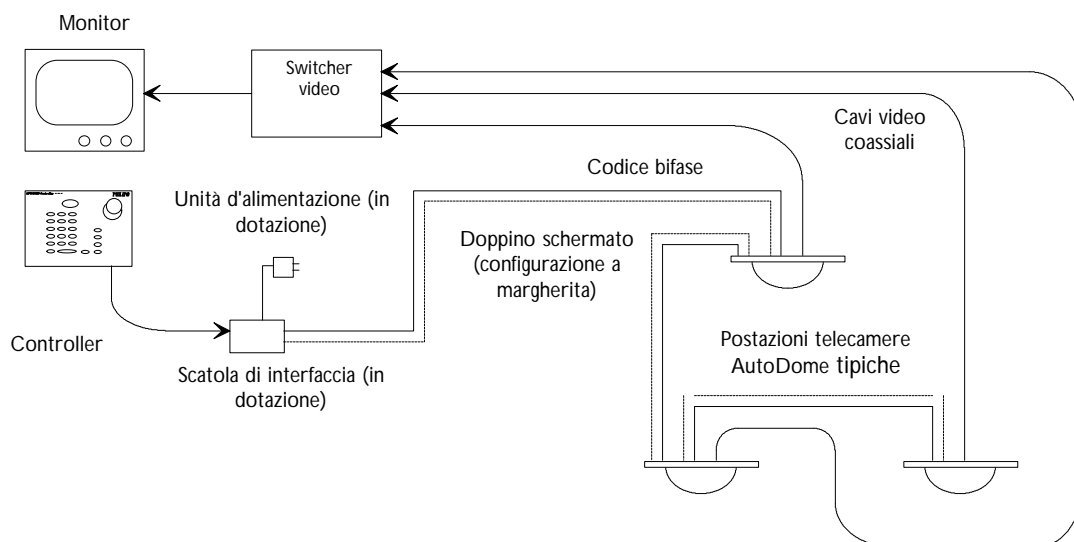 Monitor
Switcher
video
Cavi video
coassiali
Codice bifase
Unità d'alimentazione (in
dotazione)
Doppino schermato
(configurazione a
margherita)
Controller
Scatola di interfaccia (in
dotazione)
Postazioni telecamere
AutoDome tipiche